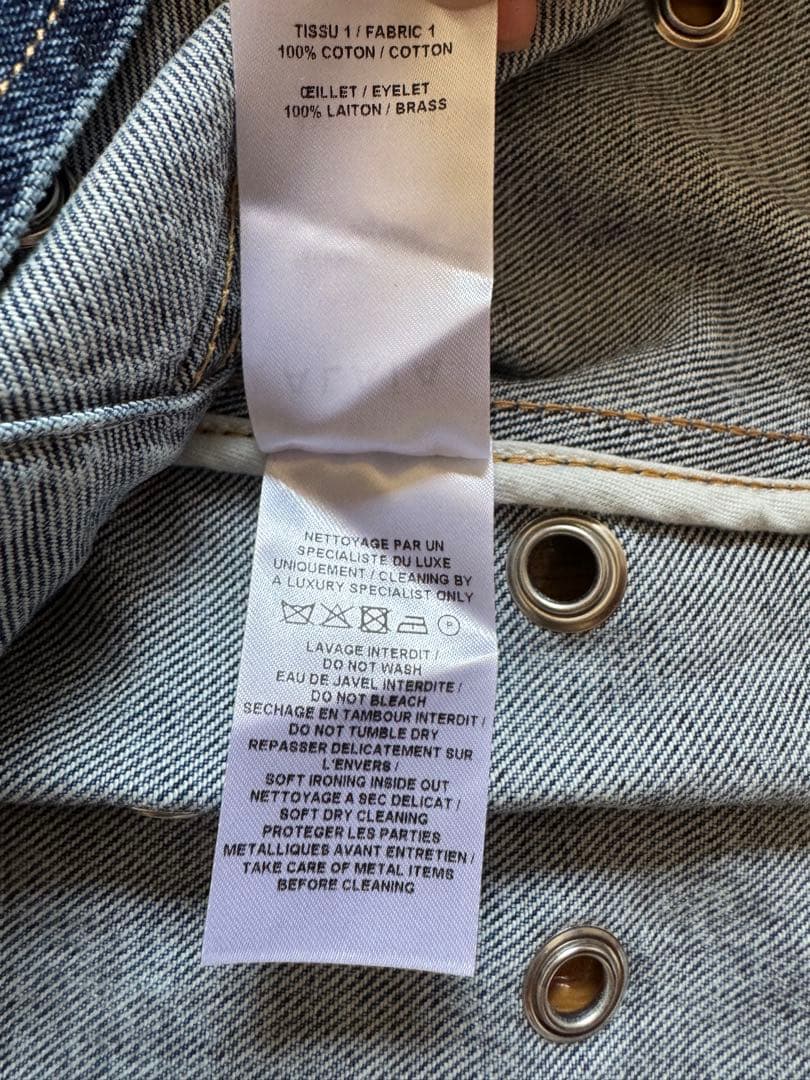 TISSU 1 / FABRIC 1
100% COTON / COTTON
ŒILLET / EYELET
100% LAITON / BRASS
NETTOYAGE PAR UN
SPECIALISTE DU LUXE
UNIQUEMENT / CLEANING BY
A LUXURY SPECIALIST ONLY
P
LAVAGE INTERDIT /
DO NOT WASH
EAU DE JAVEL INTERDITE /
DO NOT BLEACH
SECHAGE EN TAMBOUR INTERDIT /
DO NOT TUMBLE DRY
REPASSER DELICATEMENT SUR
L'ENVERS /
SOFT IRONING INSIDE OUT
NETTOYAGE A SEC DELICAT /
SOFT DRY CLEANING
PROTEGER LES PARTIES
METALLIQUES AVANT ENTRETIEN /
TAKE CARE OF METAL ITEMS
BEFORE CLEANING